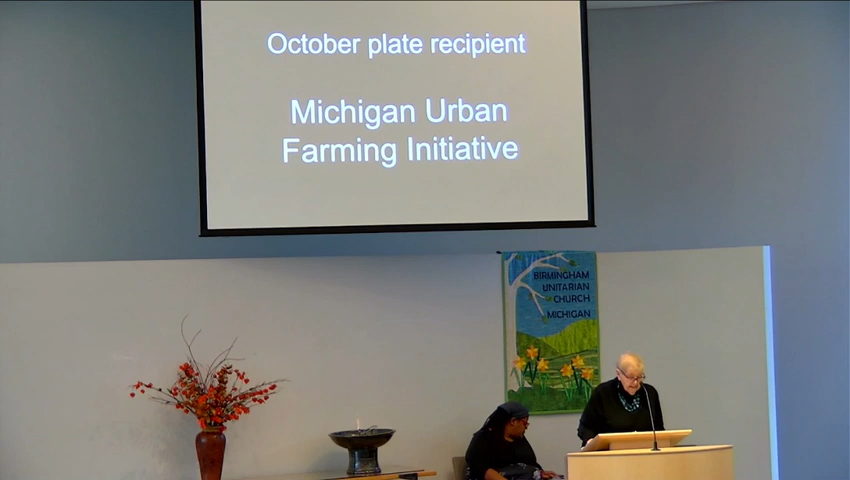 October plate recipient
Michigan Urban
Farming Initiative
BIRMINGHAM
UNITARIAN
CHURCH
MICHIGAN